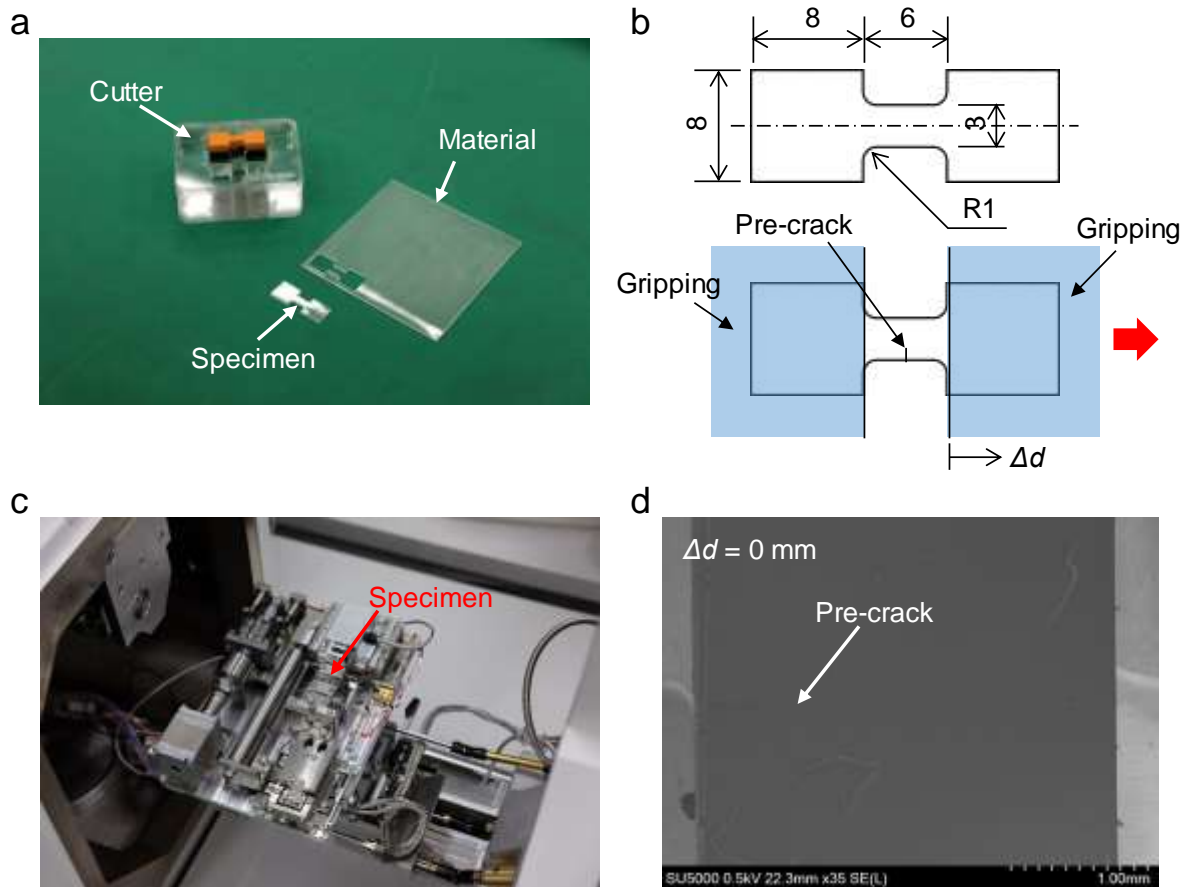 a
Cutter
Material
Specimen
b
8
6
8
3
R1
Pre-crack
Gripping
Gripping
Δd
c
Specimen
d
Δd = 0 mm
Pre-crack
SU5000 0.5kV 22.3mm x35 SE(L)
1.00mm